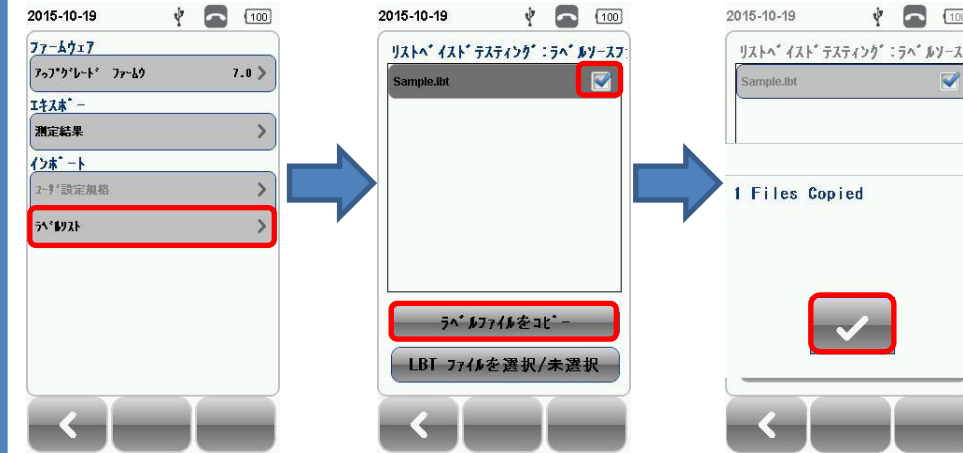 2015-10-19
100
ﾌｧｰﾑｳｪｱ
ｱｯﾌﾟｸﾞﾚｰﾄﾞ ﾌｧｰﾑｳ 7.0
ｴｷｽﾎﾟｰ
測定結果
ｲﾝﾎﾟｰﾄ
ﾕｰｻﾞ設定規格
ﾗﾍﾞﾙﾘｽﾄ
2015-10-19
100
ﾘｽﾄﾍﾞｲｽﾄﾞﾃｽﾃｨﾝｸﾞ:ﾗﾍﾞﾙｿｰｽﾌｧ
Sample.lbt
ﾗﾍﾞﾙﾌｧｲﾙをｺﾋﾟｰ
LBT ﾌｧｲﾙを選択/未選択
2015-10-19
100
ﾘｽﾄﾍﾞｲｽﾄﾞﾃｽﾃｨﾝｸﾞ:ﾗﾍﾞﾙｿｰｽ
Sample.lbt
1 Files Copied